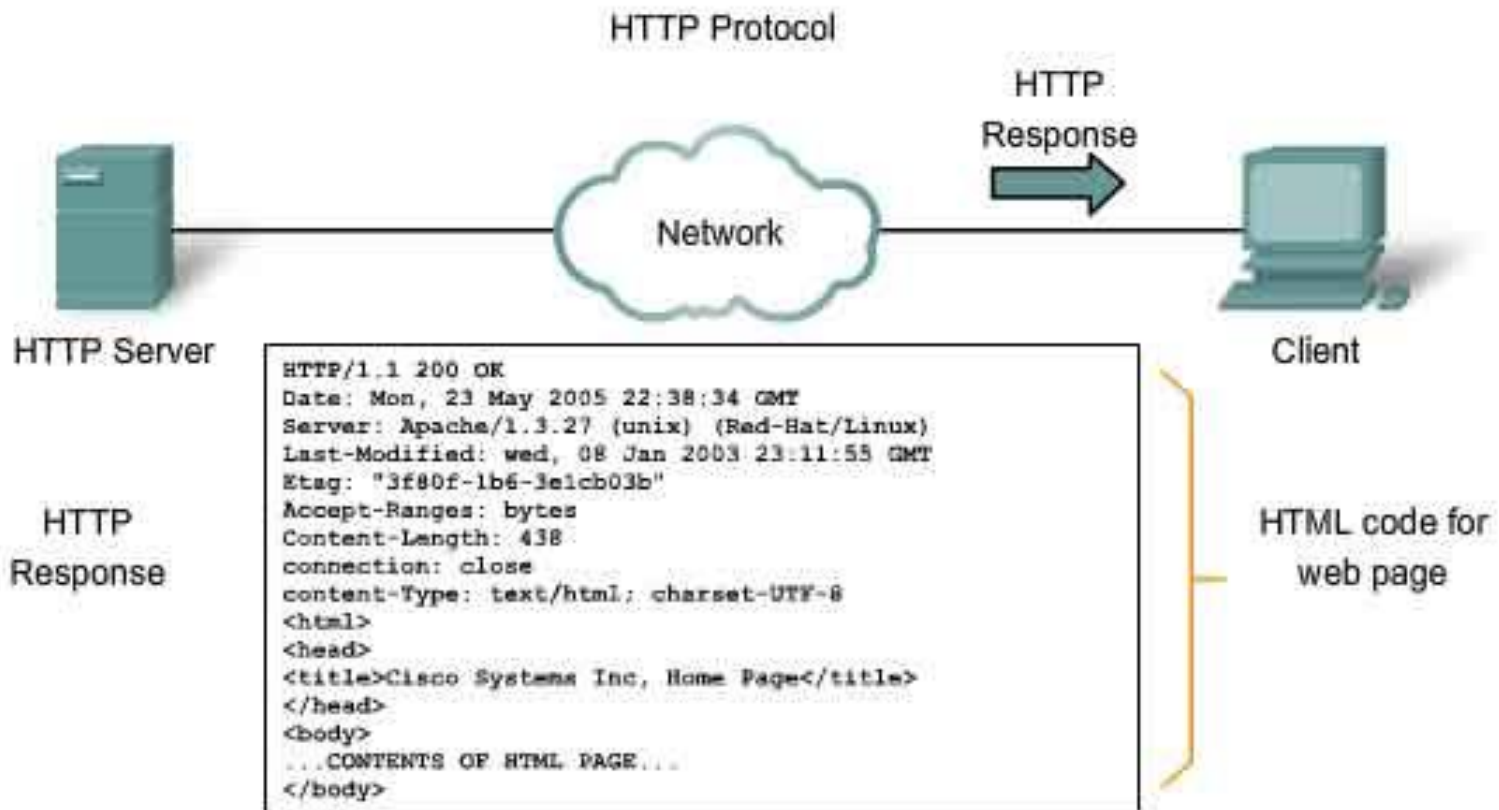 HTTP Protocol
HTTP
Response
Network
HTTP Server
Client
HTTP/1.1 200 OK
Date: Mon, 23 May 2005 22:38:34 GMT
Server: Apache/1.3.27 (unix) (Red-Hat/Linux)
Last-Modified: wed, 08 Jan 2003 23:11:55 GMT
Etag: "3f80f-1b6-3e1cb03b"
Accept-Ranges: bytes
Content-Length: 438
connection: close
content-Type: text/html; charset-UTF-8
<html>
<head>
<title>Cisco Systems Inc, Home Page</title>
</head>
<body>
...CONTENTS OF HTML PAGE...
</body>
HTTP
Response
HTML code for
web page